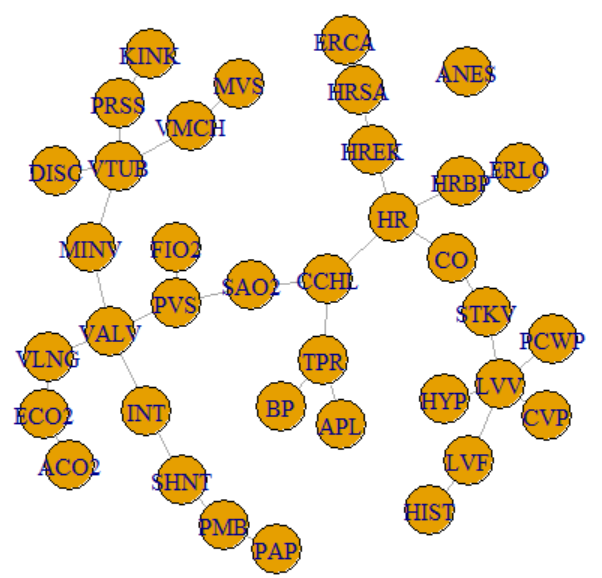 ERCA
KINK
ANES
MVS
HRSA
PRSS
VMCH
HREK
VTUB
DISC
ERLO
HRBP
HR
MINV
FIO2
CO
CCHL
SAO2
PVS
STKV
VALV
PCWP
VLNG
TPR
LVV
HYP
BP
INT
ECO2
CVP
APL
LVF
ACO2
SHNT
HIST
PMB
PAP